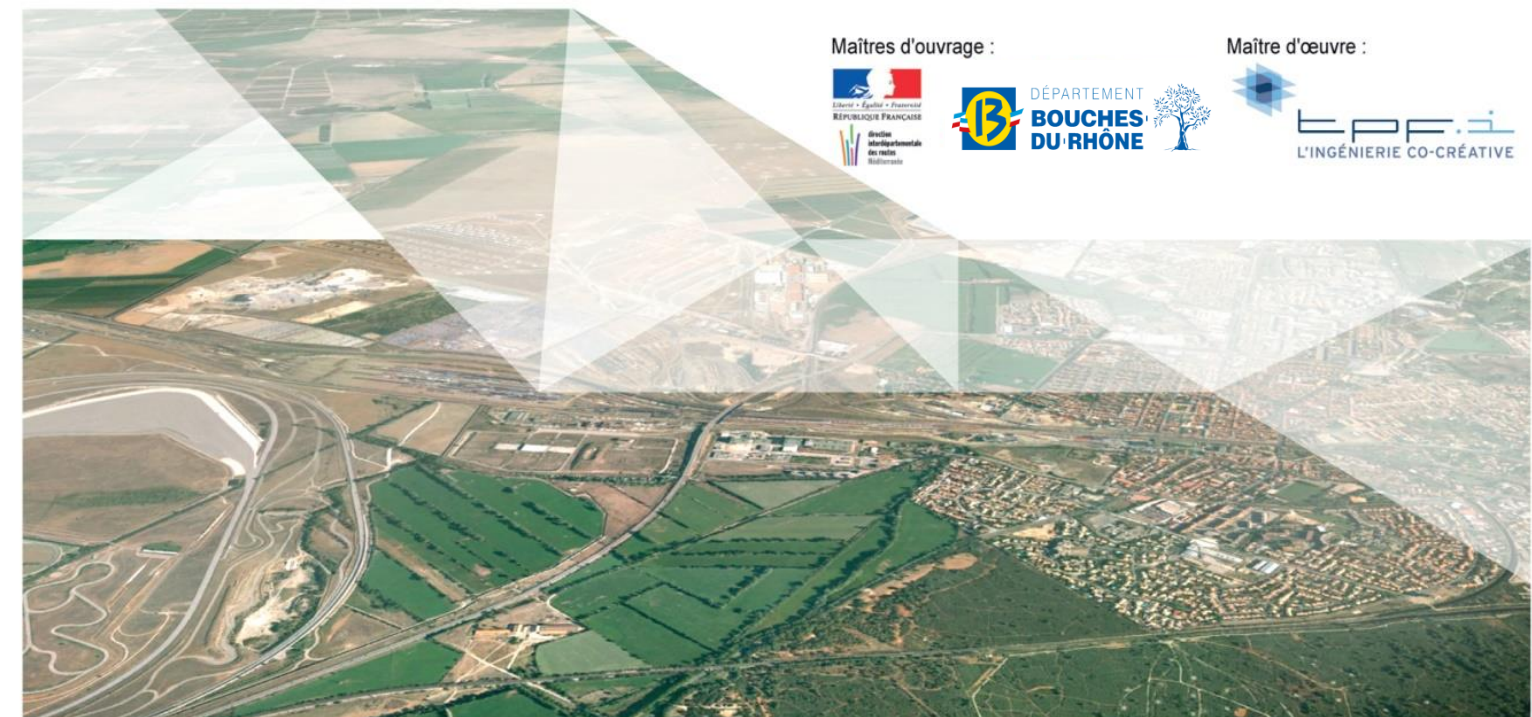 Maîtres d'ouvrage :
Maître d'œuvre :
Liberté • Égalité • Fraternité
RÉPUBLIQUE FRANÇAISE
direction
interdépartementale
des routes
Méditerranée
13
DÉPARTEMENT
BOUCHES
DU RHÔNE
tpf.i
L'INGÉNIERIE CO-CRÉATIVE